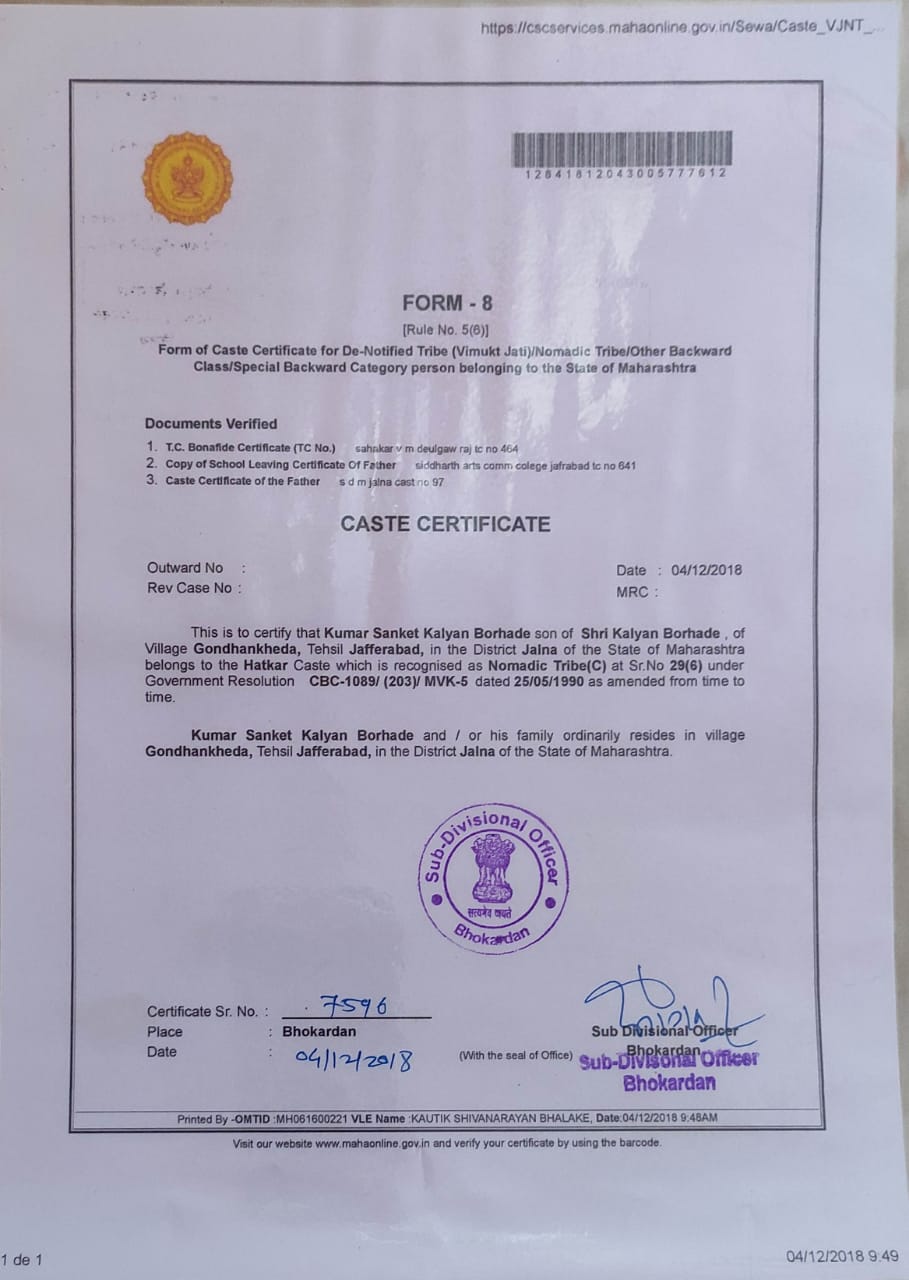 https://cscservices.mahaonline.gov.in/Sewa/Caste_VJNT_...
12841812043005777612
FORM - 8
[Rule No. 5(6)]
Form of Caste Certificate for De-Notified Tribe (Vimukt Jati)/Nomadic Tribe/Other Backward
Class/Special Backward Category person belonging to the State of Maharashtra
Documents Verified
1. T.C. Bonafide Certificate (TC No.) sahakar v m deulgaw raj tc no 464
2. Copy of School Leaving Certificate Of Father siddharth arts comm colege jafrabad tc no 641
3. Caste Certificate of the Father s d m jalna cast no 97
CASTE CERTIFICATE
Outward No :
Date : 04/12/2018
Rev Case No :
MRC :
This is to certify that Kumar Sanket Kalyan Borhade son of Shri Kalyan Borhade , of
Village Gondhankheda, Tehsil Jafferabad, in the District Jalna of the State of Maharashtra
belongs to the Hatkar Caste which is recognised as Nomadic Tribe(C) at Sr.No 29(6) under
Government Resolution CBC-1089/ (203)/ MVK-5 dated 25/05/1990 as amended from time to
time.
Kumar Sanket Kalyan Borhade and / or his family ordinarily resides in village
Gondhankheda, Tehsil Jafferabad, in the District Jalna of the State of Maharashtra.
Sub-Divisional Officer
सत्यमेव जयते
Bhokardan
Certificate Sr. No. : 7596
Place : Bhokardan
Date : 04/12/2018
(With the seal of Office)
Sub Divisional Officer
Bhokardan
Sub-Divisonal Officer
Bhokardan
Printed By -OMTID :MH061600221 VLE Name :KAUTIK SHIVANARAYAN BHALAKE, Date:04/12/2018 9:48AM
Visit our website www.mahaonline.gov.in and verify your certificate by using the barcode.
1 de 1
04/12/2018 9:49